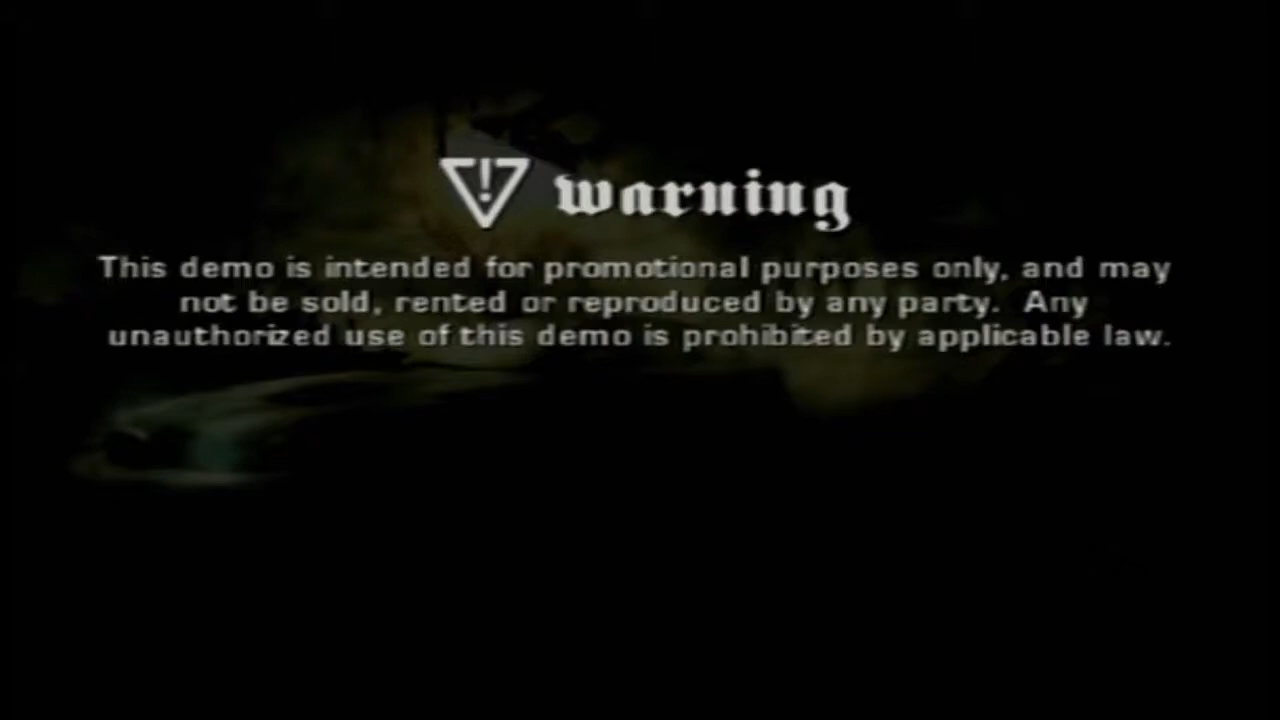 warning
This demo is intended for promotional purposes only, and may
not be sold, rented or reproduced by any party.  Any
unauthorized use of this demo is prohibited by applicable law.